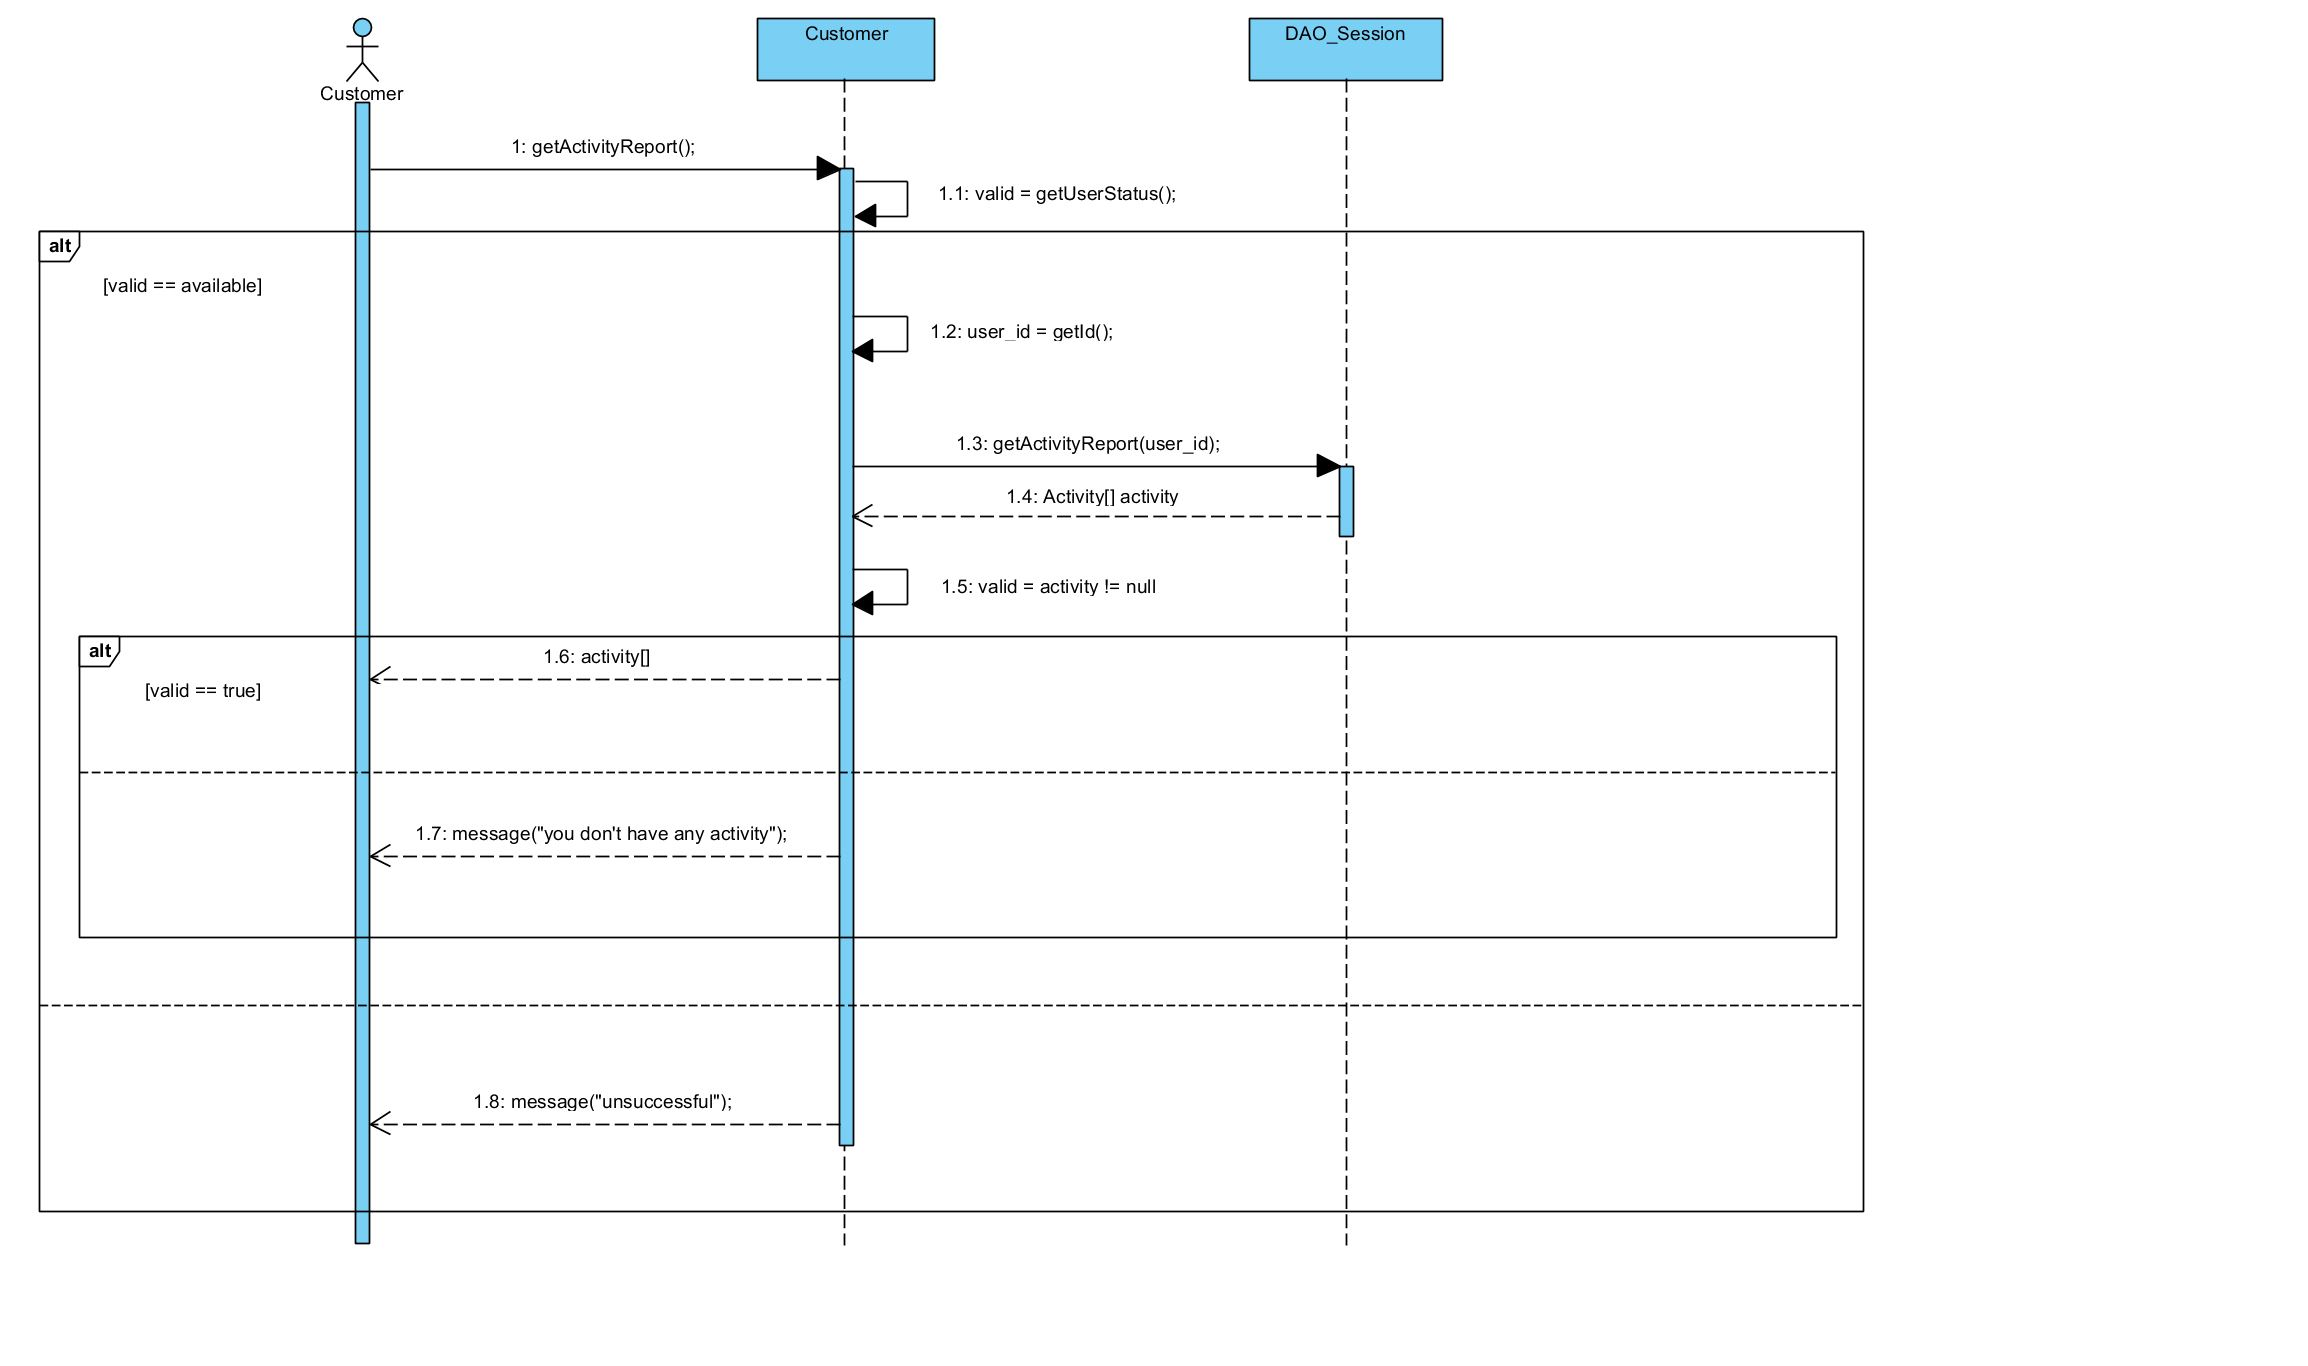 Customer
DAO_Session
Customer
1: getActivityReport();
1.1: valid = getUserStatus();
alt
[valid == available]
1.2: user_id = getId();
1.3: getActivityReport(user_id);
1.4: Activity[] activity
1.5: valid = activity != null
alt
1.6: activity[]
[valid == true]
1.7: message("you don't have any activity");
1.8: message("unsuccessful");